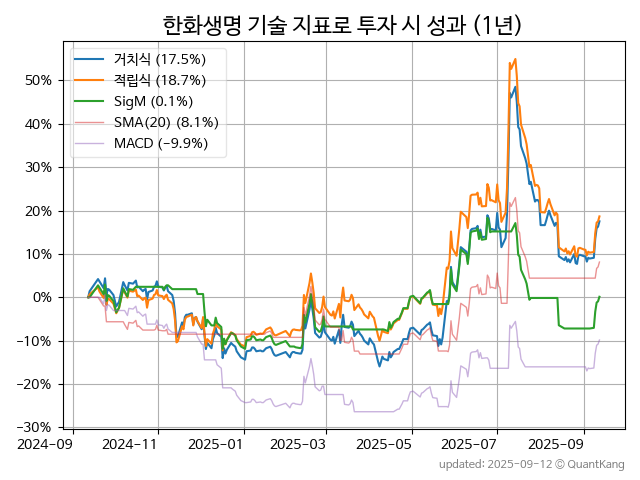 한화생명 기술 지표로 투자 시 성과 (1년)
거치식 (17.5%)
적립식 (18.7%)
SigM (0.1%)
SMA(20) (8.1%)
MACD (−9.9%)
50%
40%
30%
20%
10%
0%
−10%
−20%
−30%
2024-09 2024-11 2025-01 2025-03 2025-05 2025-07 2025-09
updated: 2025-09-12 © QuantKang